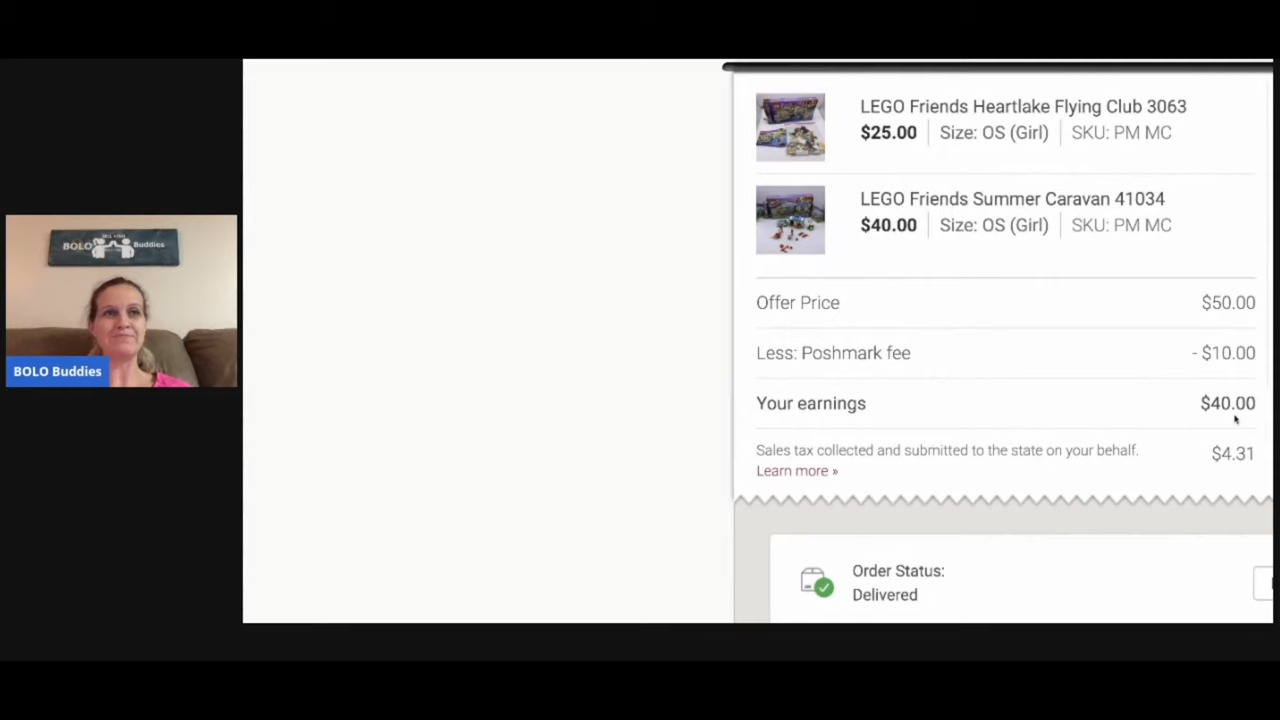 BOLO Buddies
BOLO Buddies
LEGO Friends Heartlake Flying Club 3063
$25.00 Size: OS (Girl) SKU: PM MC
LEGO Friends Summer Caravan 41034
$40.00 Size: OS (Girl) SKU: PM MC
Offer Price $50.00
Less: Poshmark fee - $10.00
Your earnings $40.00
Sales tax collected and submitted to the state on your behalf. $4.31
Learn more »
Order Status:
Delivered